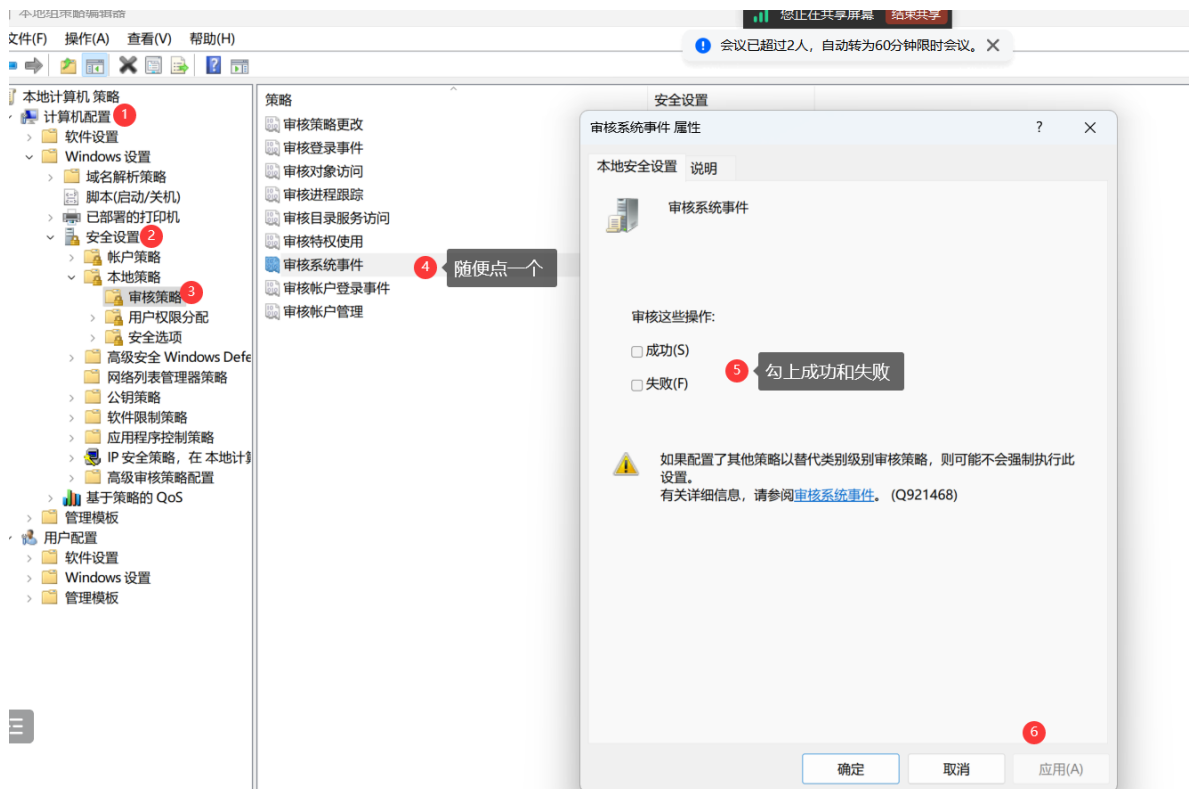 本地组策略编辑器
您正在共享屏幕 结束共享
文件(F) 操作(A) 查看(V) 帮助(H)
会议已超过2人，自动转为60分钟限时会议。
本地计算机 策略
计算机配置 1
软件设置
Windows 设置
域名解析策略
脚本(启动/关机)
已部署的打印机
安全设置 2
帐户策略
本地策略
审核策略 3
用户权限分配
安全选项
高级安全 Windows Defe
网络列表管理器策略
公钥策略
软件限制策略
应用程序控制策略
IP 安全策略，在 本地计算
高级审核策略配置
基于策略的 QoS
管理模板
用户配置
软件设置
Windows 设置
管理模板
策略 安全设置
审核策略更改
审核登录事件
审核对象访问
审核进程跟踪
审核目录服务访问
审核特权使用
审核系统事件 4 随便点一个
审核帐户登录事件
审核帐户管理
审核系统事件 属性 ?
本地安全设置 说明
审核系统事件
审核这些操作:
成功(S)
5 勾上成功和失败
失败(F)
如果配置了其他策略以替代类别级别审核策略，则可能不会强制执行此
设置。
有关详细信息，请参阅审核系统事件。 (Q921468)
6
确定 取消 应用(A)